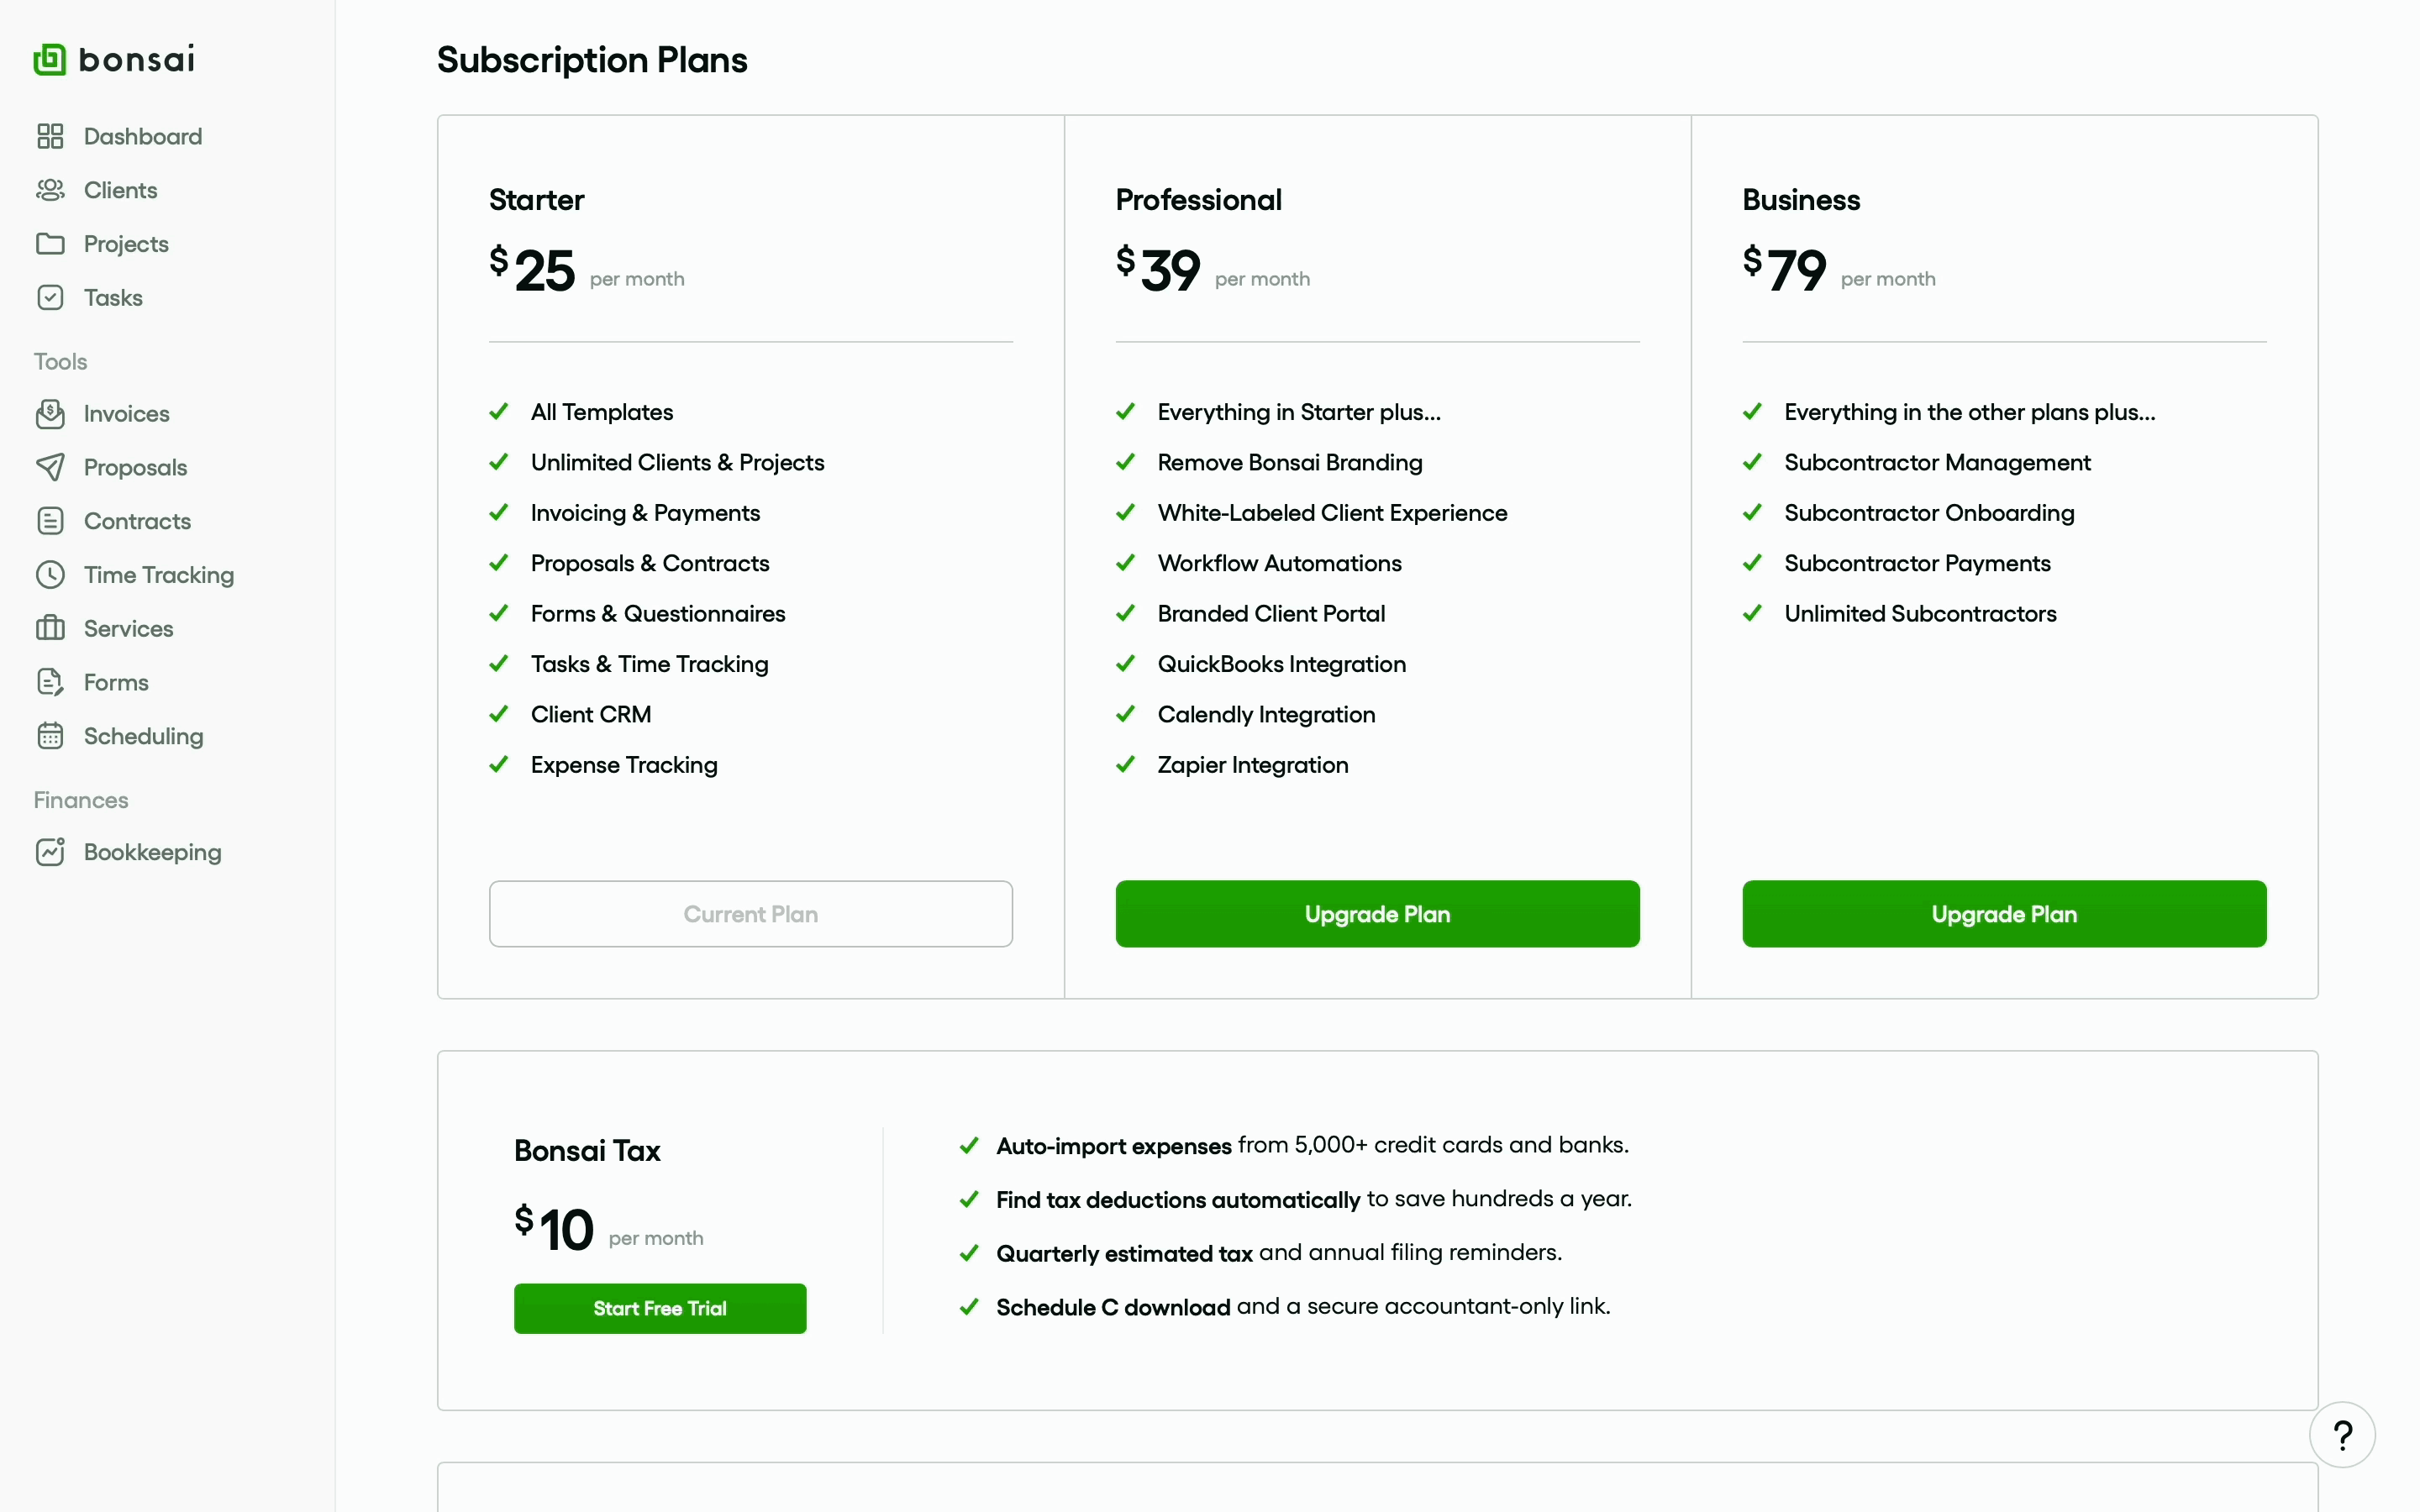 bonsai
Dashboard
Clients
Projects
Tasks
Tools
Invoices
Proposals
Contracts
Time Tracking
Services
Forms
Scheduling
Finances
Bookkeeping
Subscription Plans
Starter
$25 per month
All Templates
Unlimited Clients & Projects
Invoicing & Payments
Proposals & Contracts
Forms & Questionnaires
Tasks & Time Tracking
Client CRM
Expense Tracking
Current Plan
Professional
$39 per month
Everything in Starter plus...
Remove Bonsai Branding
White-Labeled Client Experience
Workflow Automations
Branded Client Portal
QuickBooks Integration
Calendly Integration
Zapier Integration
Upgrade Plan
Business
$79 per month
Everything in the other plans plus...
Subcontractor Management
Subcontractor Onboarding
Subcontractor Payments
Unlimited Subcontractors
Upgrade Plan
Bonsai Tax
$10 per month
Start Free Trial
Auto-import expenses from 5,000+ credit cards and banks.
Find tax deductions automatically to save hundreds a year.
Quarterly estimated tax and annual filing reminders.
Schedule C download and a secure accountant-only link.
?